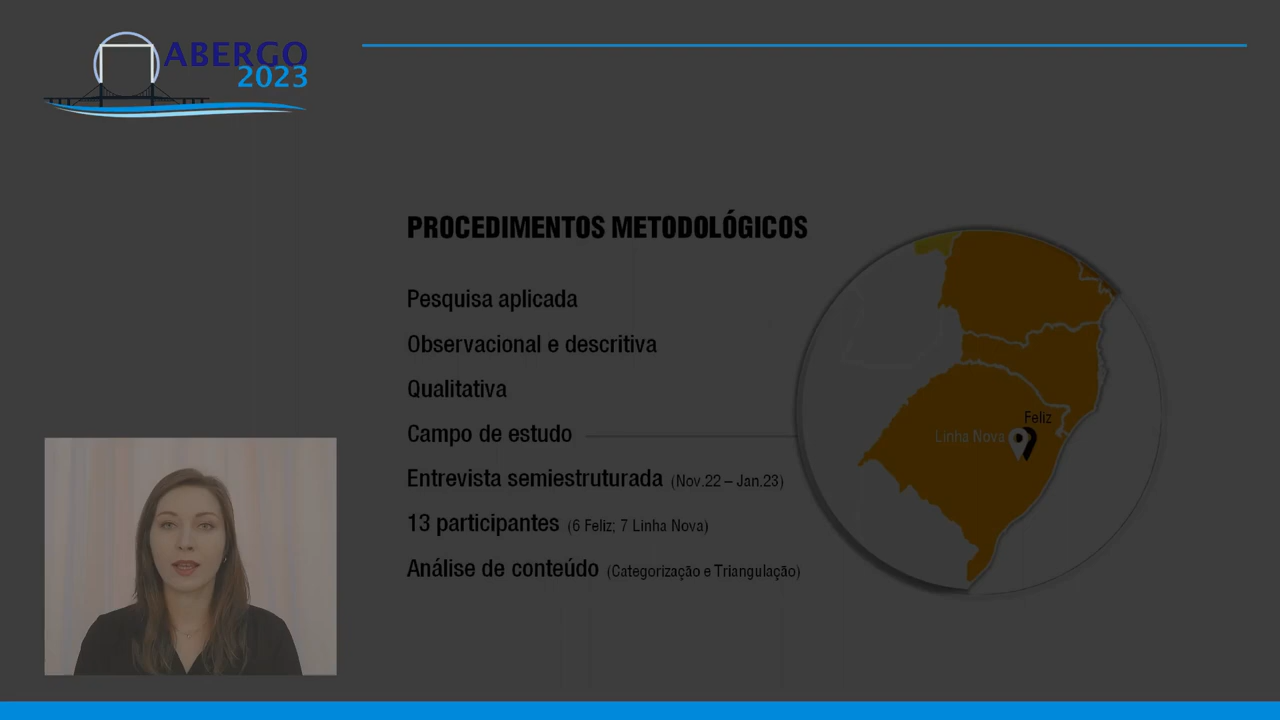 ABERGO
2023
PROCEDIMENTOS METODOLÓGICOS
Pesquisa aplicada
Observacional e descritiva
Qualitativa
Campo de estudo
Entrevista semiestruturada (Nov.22 – Jan.23)
13 participantes (6 Feliz; 7 Linha Nova)
Análise de conteúdo (Categorização e Triangulação)
Feliz
Linha Nova